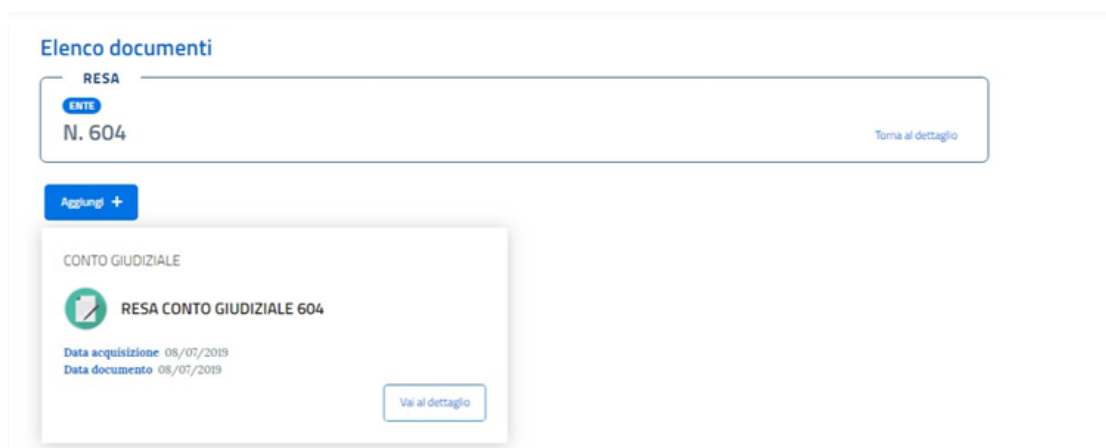 Elenco documenti
RESA
ENTE
N. 604
Torna al dettaglio
Aggiungi +
CONTO GIUDIZIALE
RESA CONTO GIUDIZIALE 604
Data acquisizione 08/07/2019
Data documento 08/07/2019
Vai al dettaglio